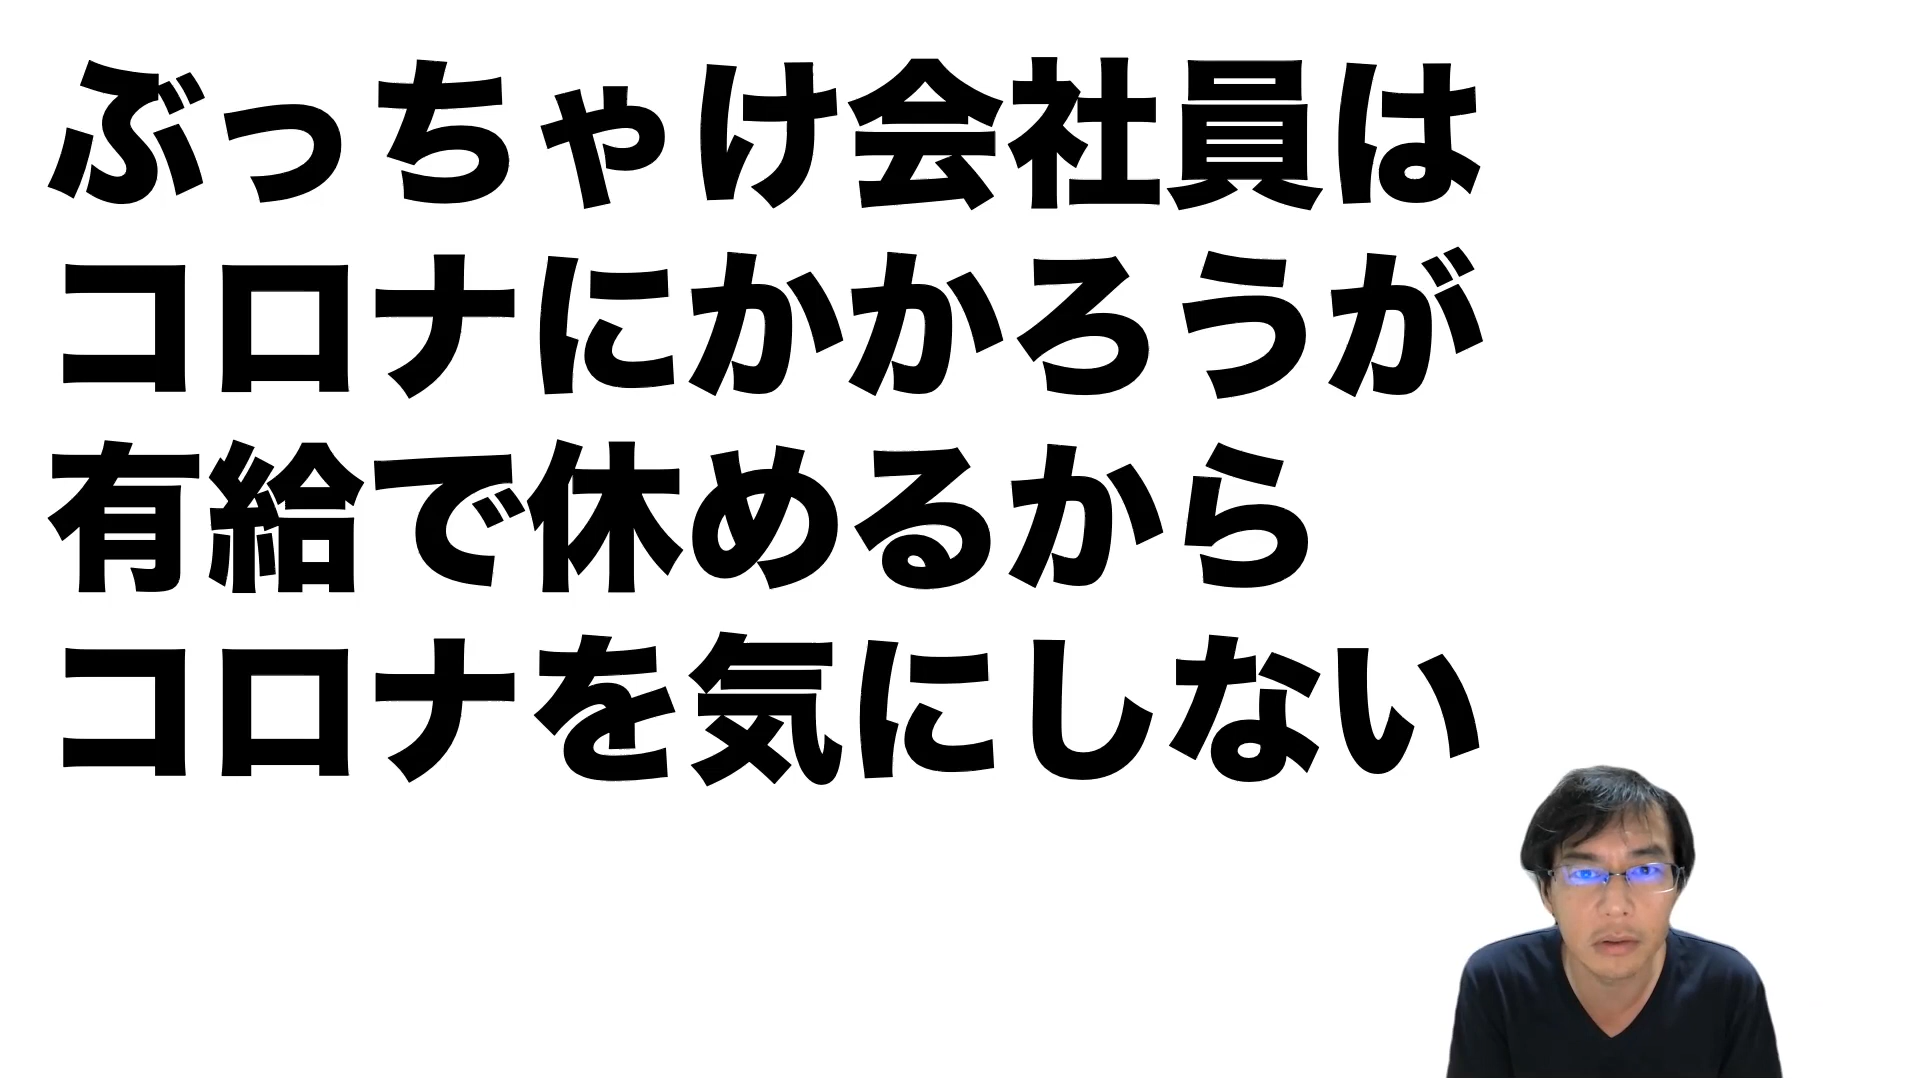 ぶっちゃけ会社員は
コロナにかかろうが
有給で休めるから
コロナを気にしない